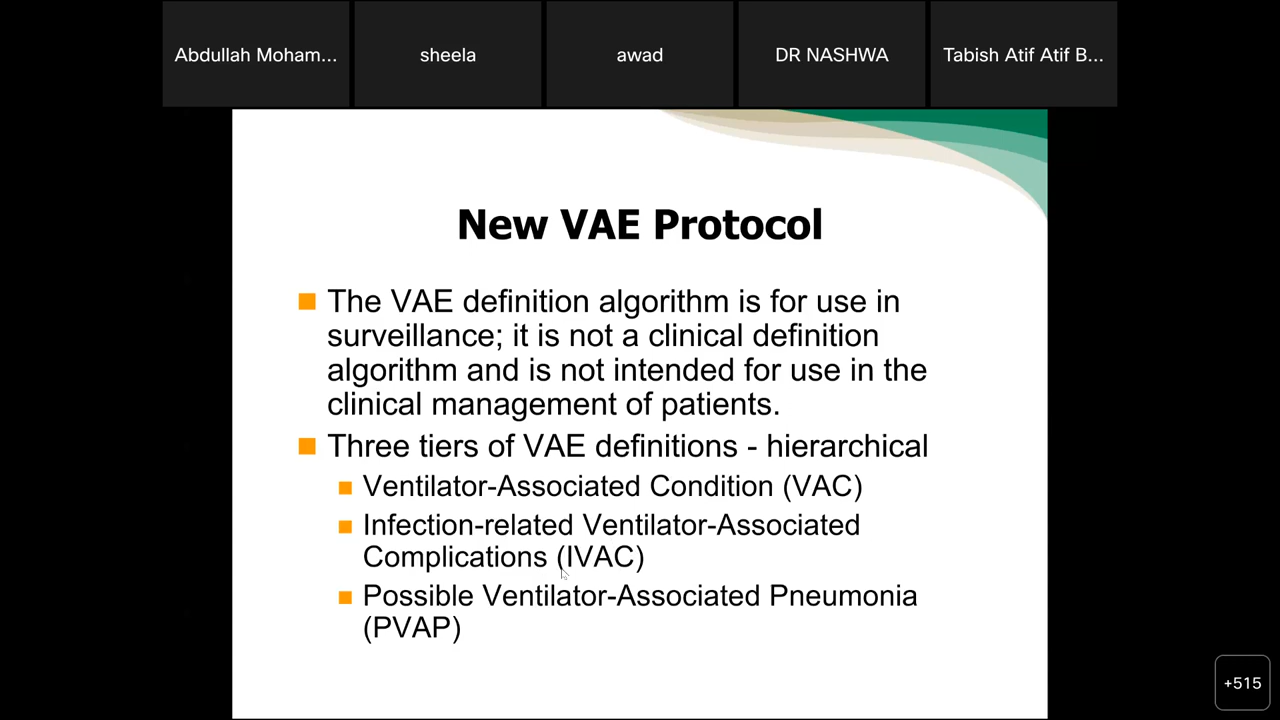 Abdullah Moham...
sheela
awad
DR NASHWA
Tabish Atif Atif B...
New VAE Protocol
The VAE definition algorithm is for use in
surveillance; it is not a clinical definition
algorithm and is not intended for use in the
clinical management of patients.
Three tiers of VAE definitions - hierarchical
Ventilator-Associated Condition (VAC)
Infection-related Ventilator-Associated
Complications (IVAC)
Possible Ventilator-Associated Pneumonia
(PVAP)
+515